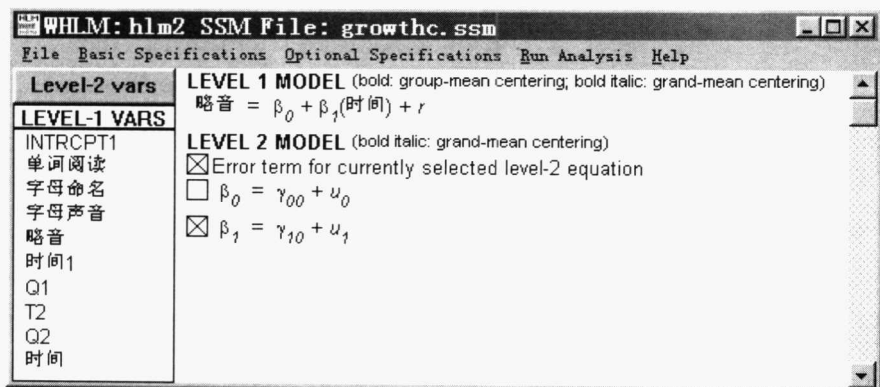 WHLM: hlm2 SSM File: growthc.ssm
File Basic Specifications Optional Specifications Run Analysis Help
Level-2 vars
LEVEL-1 VARS
INTRCPT1
单词阅读
字母命名
字母声音
略音
时间1
Q1
T2
Q2
时间
LEVEL 1 MODEL (bold: group-mean centering; bold italic: grand-mean centering)
略音 = β₀ + β₁(时间) + r
LEVEL 2 MODEL (bold italic: grand-mean centering)
Error term for currently selected level-2 equation
β₀ = γ₀₀ + u₀
β₁ = γ₁₀ + u₁